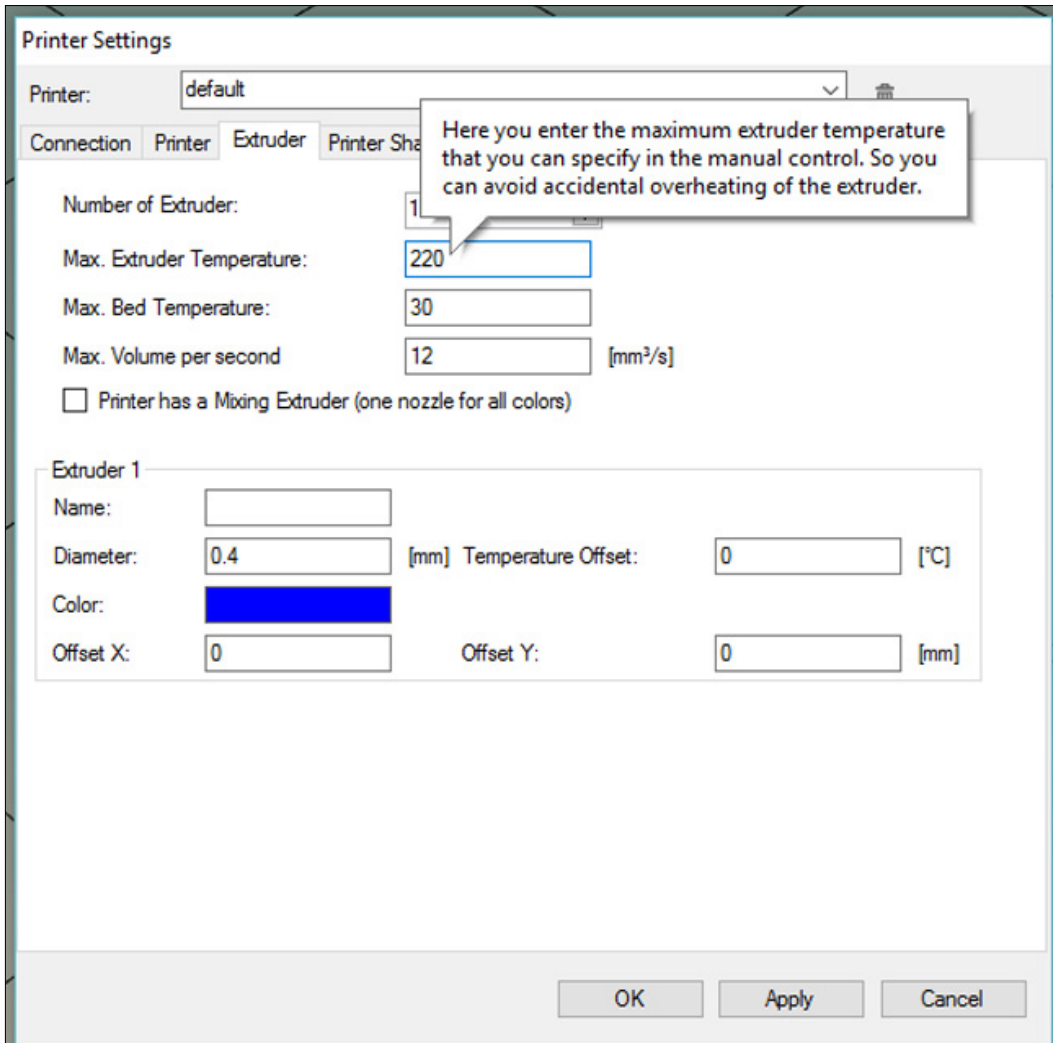 Printer Settings
Printer: default
Connection Printer Extruder Printer Sha
Here you enter the maximum extruder temperature
that you can specify in the manual control. So you
can avoid accidental overheating of the extruder.
Number of Extruder: 1
Max. Extruder Temperature: 220
Max. Bed Temperature: 30
Max. Volume per second 12 [mm³/s]
Printer has a Mixing Extruder (one nozzle for all colors)
Extruder 1
Name:
Diameter: 0.4 [mm] Temperature Offset: 0 [°C]
Color:
Offset X: 0 Offset Y: 0 [mm]
OK Apply Cancel